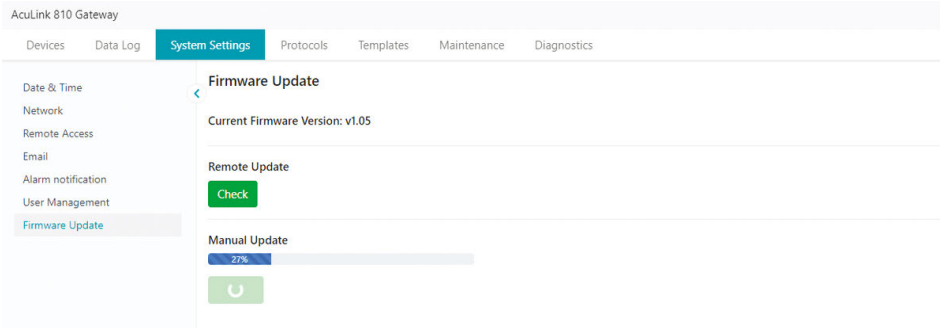 AcuLink 810 Gateway
Devices Data Log System Settings Protocols Templates Maintenance Diagnostics
Date & Time
Network
Remote Access
Email
Alarm notification
User Management
Firmware Update
Firmware Update
Current Firmware Version: v1.05
Remote Update
Check
Manual Update
27%